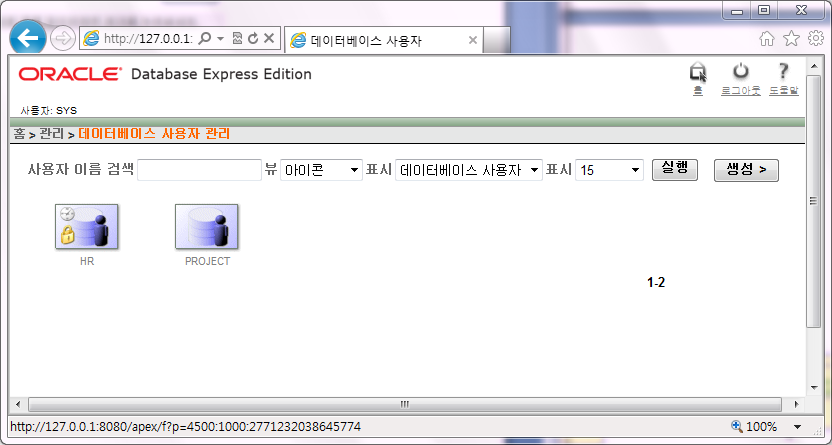 http://127.0.0.1:
데이터베이스 사용자
ORACLE Database Express Edition
홈 로그아웃 도움말
사용자: SYS
홈 > 관리 > 데이터베이스 사용자 관리
사용자 이름 검색 뷰 아이콘 표시 데이터베이스 사용자 표시 15 실행 생성 >
HR PROJECT
1-2
http://127.0.0.1:8080/apex/f?p=4500:1000:2771232038645774
100%